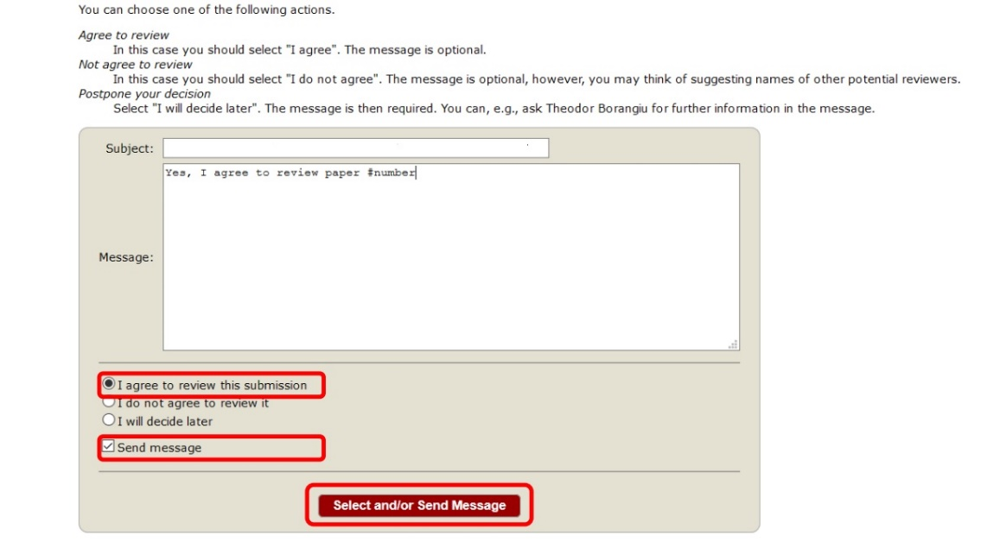 You can choose one of the following actions.
Agree to review
In this case you should select "I agree". The message is optional.
Not agree to review
In this case you should select "I do not agree". The message is optional, however, you may think of suggesting names of other potential reviewers.
Postpone your decision
Select "I will decide later". The message is then required. You can, e.g., ask Theodor Borangiu for further information in the message.
Subject:
Yes, I agree to review paper #number
Message:
I agree to review this submission
I do not agree to review it
I will decide later
Send message
Select and/or Send Message